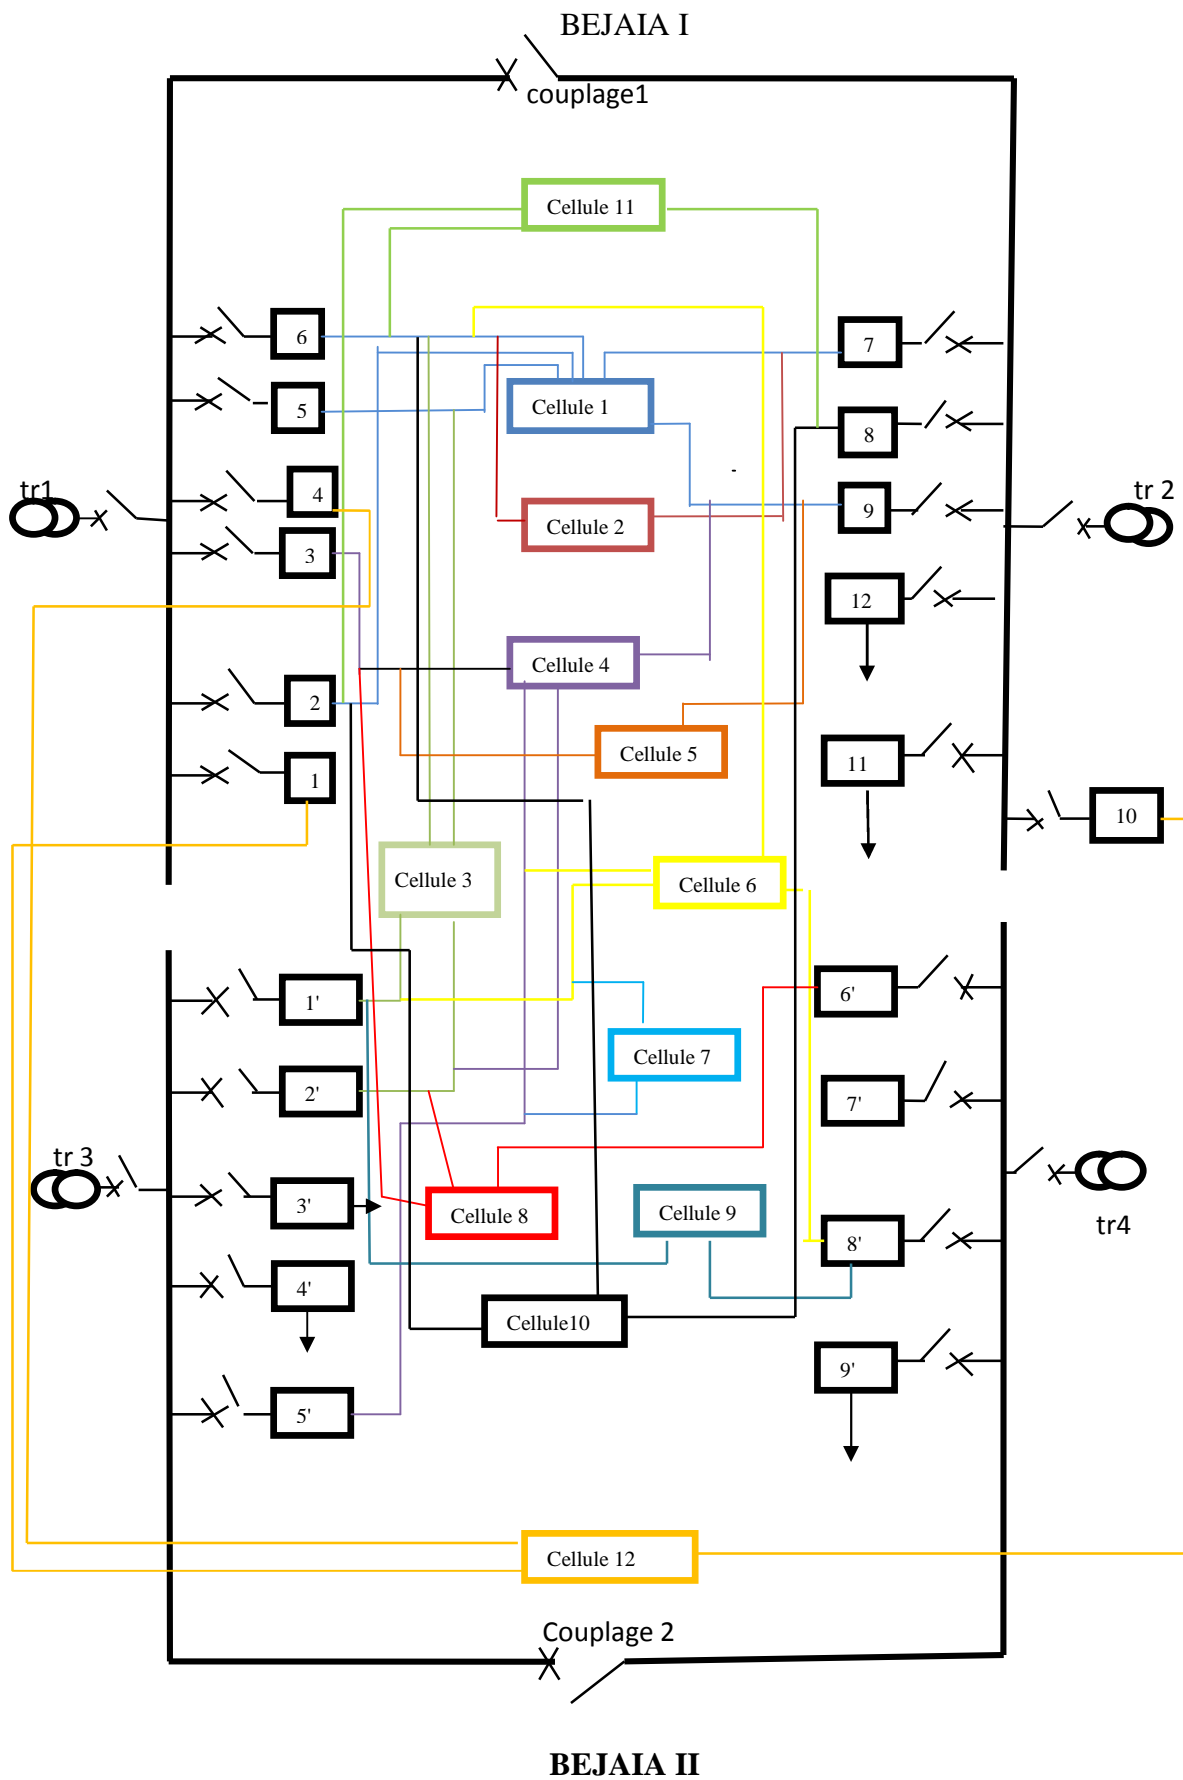 BEJAIA I
couplage1
Cellule 11
6
7
5
Cellule 1
8
tr1
4
9
tr 2
Cellule 2
3
12
Cellule 4
2
Cellule 5
11
1
10
Cellule 3
Cellule 6
1'
6'
Cellule 7
2'
7'
tr 3
3'
Cellule 8
Cellule 9
8'
tr4
4'
Cellule10
9'
5'
Cellule 12
Couplage 2
BEJAIA II